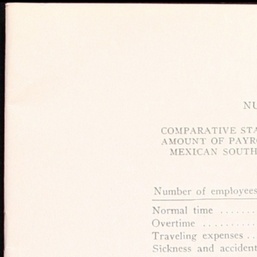 NU
COMPARATIVE STA
AMOUNT OF PAYRO
MEXICAN SOUTH
Number of employees
Normal time ......
Overtime ........
Traveling expenses..
Sickness and accident